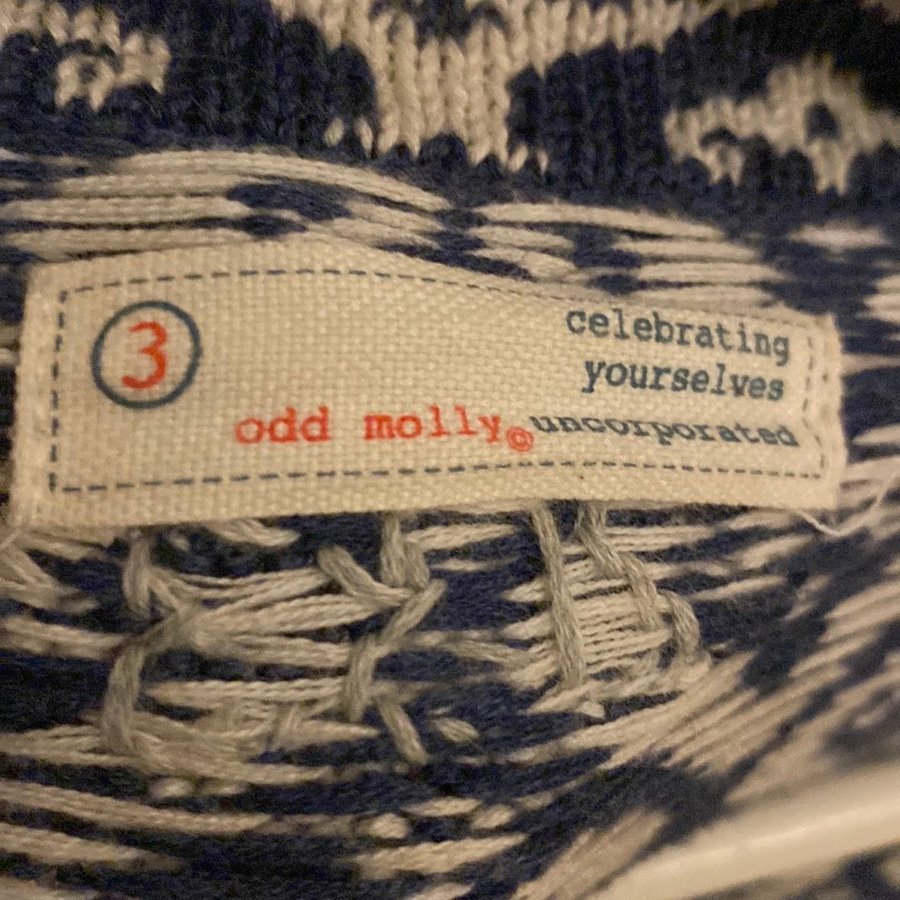 3
celebrating
yourselves
odd molly© uncorporated